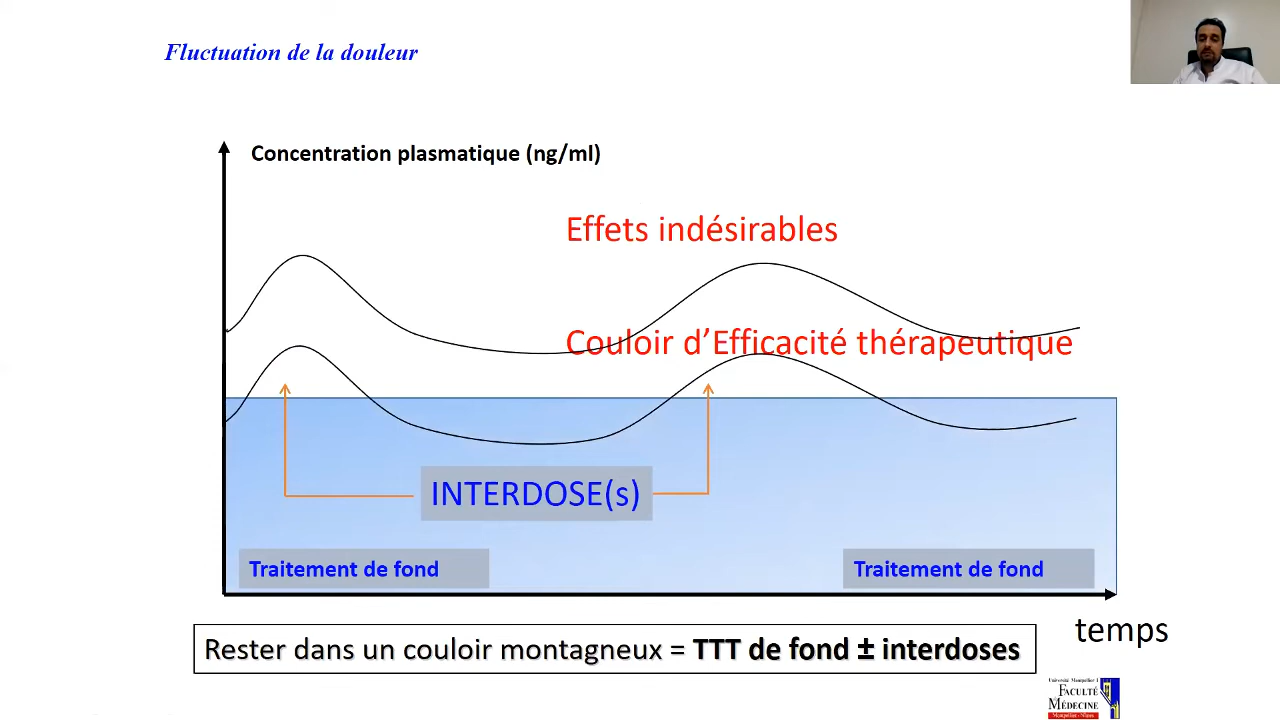 Fluctuation de la douleur
Concentration plasmatique (ng/ml)
Effets indésirables
Couloir d’Efficacité thérapeutique
INTERDOSE(s)
Traitement de fond
Traitement de fond
temps
Rester dans un couloir montagneux = TTT de fond ± interdoses
Université Montpellier 1
FACULTÉ
MÉDECINE
Montpellier - Nîmes